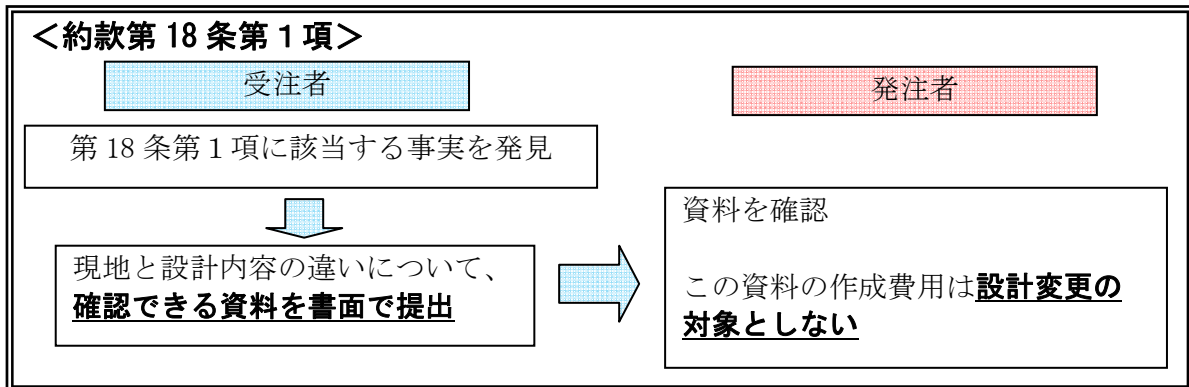 ＜約款第18条第１項＞
受注者
発注者
第18条第１項に該当する事実を発見
現地と設計内容の違いについて、
確認できる資料を書面で提出
資料を確認
この資料の作成費用は設計変更の
対象としない